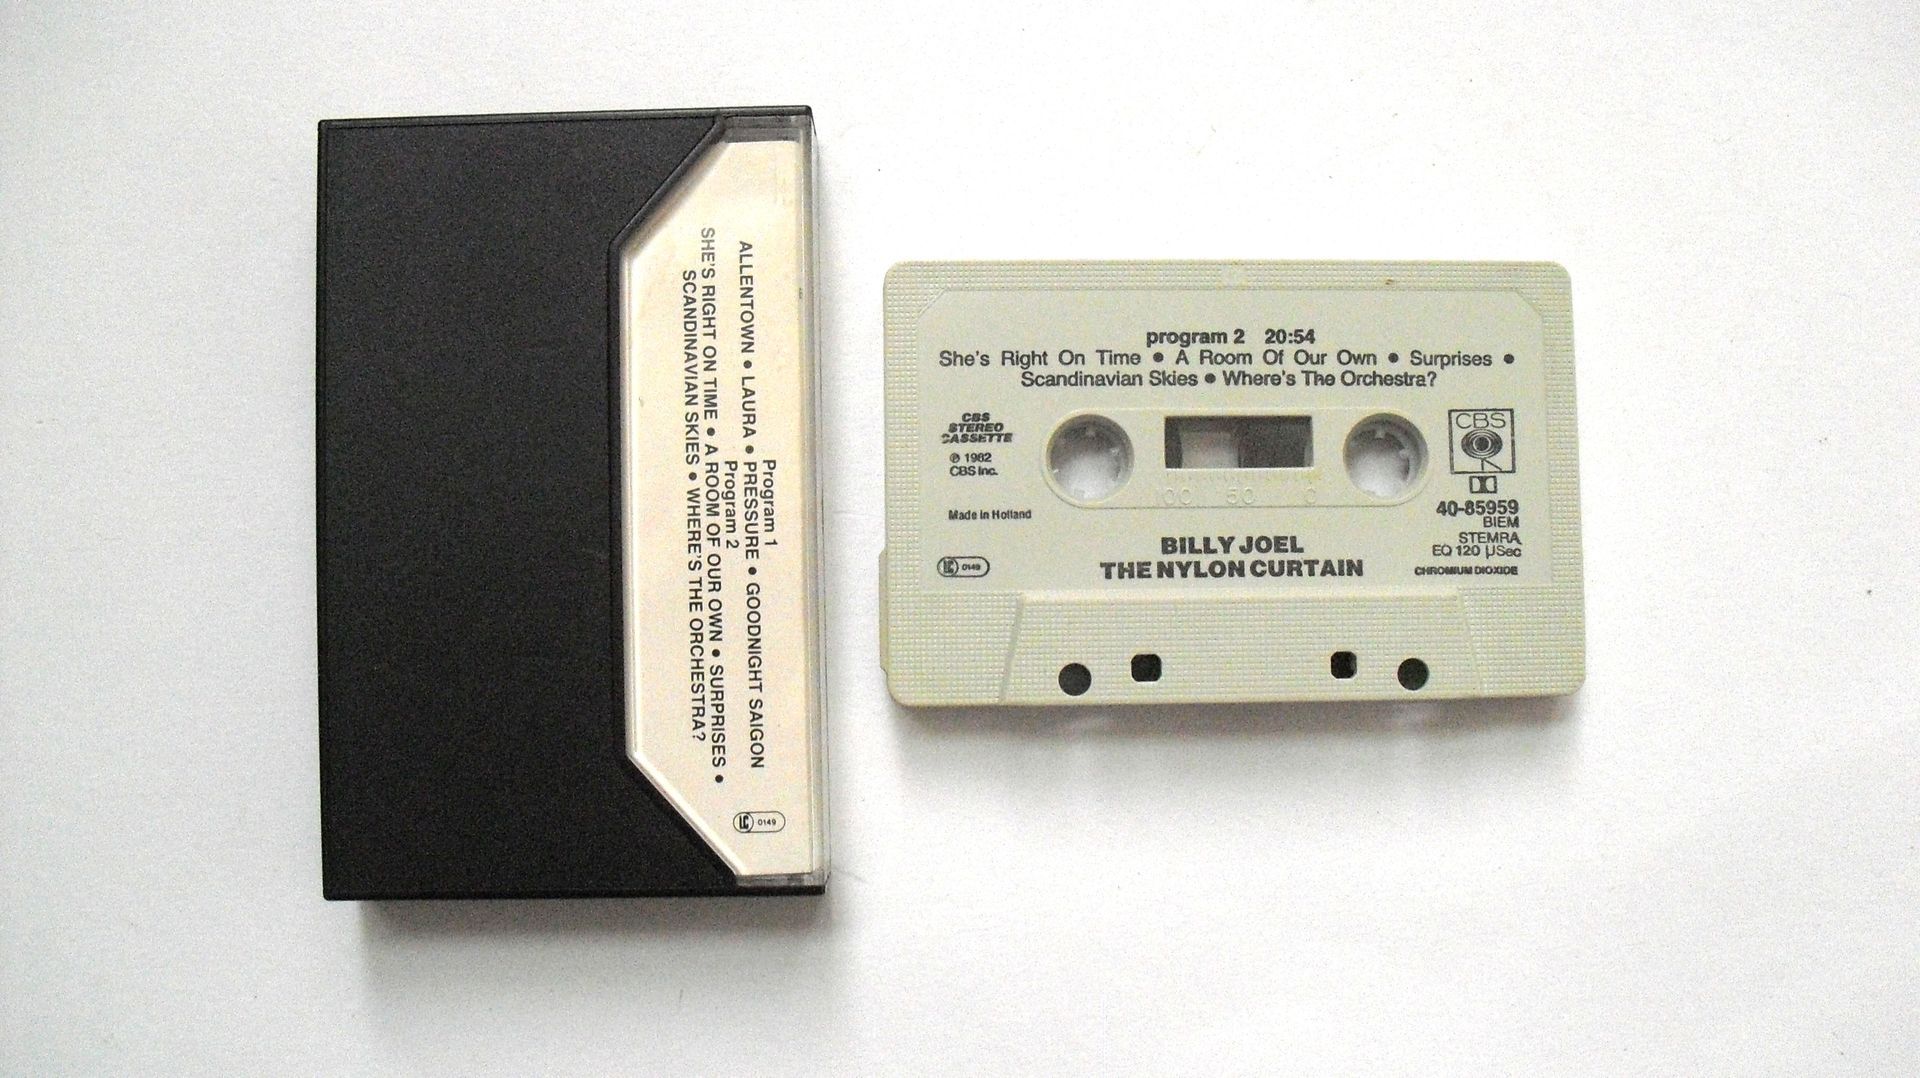 Program 1
ALLENTOWN • LAURA • PRESSURE • GOODNIGHT SAIGON
Program 2
SHE'S RIGHT ON TIME • A ROOM OF OUR OWN • SURPRISES •
SCANDINAVIAN SKIES • WHERE'S THE ORCHESTRA?
LC 0149
program 2 20:54
She's Right On Time • A Room Of Our Own • Surprises •
Scandinavian Skies • Where's The Orchestra?
CBS
STEREO
CASSETTE
℗ 1982
CBS Inc.
Made in Holland
LC 0149
00 50 0
CBS
40-85959
BIEM
STEMRA
EQ 120 µSec
CHROMIUM DIOXIDE
BILLY JOEL
THE NYLON CURTAIN